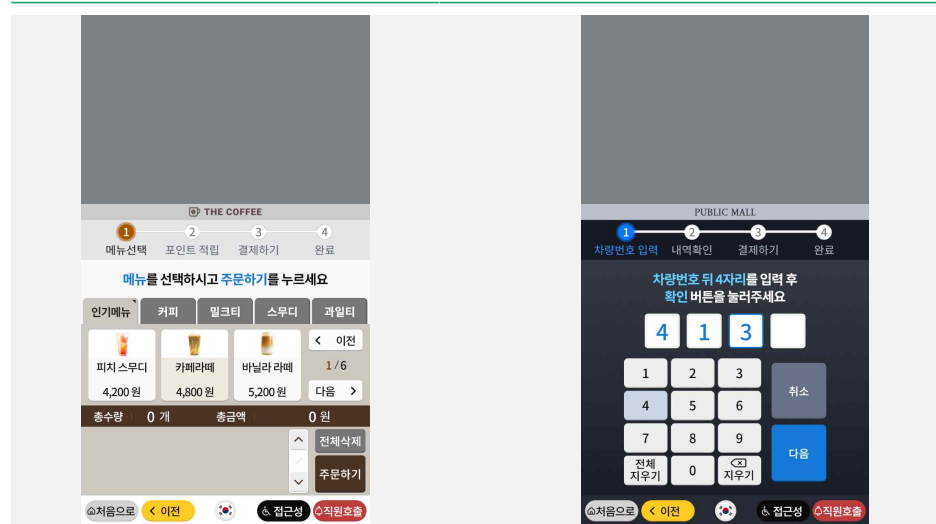 THE COFFEE
1 2 3 4
메뉴선택 포인트 적립 결제하기 완료
메뉴를 선택하시고 주문하기를 누르세요
인기메뉴 커피 밀크티 스무디 과일티
피치 스무디 카페라떼 바닐라 라떼
4,200 원 4,800 원 5,200 원
< 이전
1 / 6
다음 >
총수량 0 개 총금액 0 원
전체삭제
주문하기
처음으로 < 이전 접근성 직원호출
PUBLIC MALL
1 2 3 4
차량번호 입력 내역확인 결제하기 완료
차량번호 뒤 4자리를 입력 후
확인 버튼을 눌러주세요
4 1 3
1 2 3
4 5 6
7 8 9
전체
지우기
0
지우기
취소
다음
처음으로 < 이전 접근성 직원호출